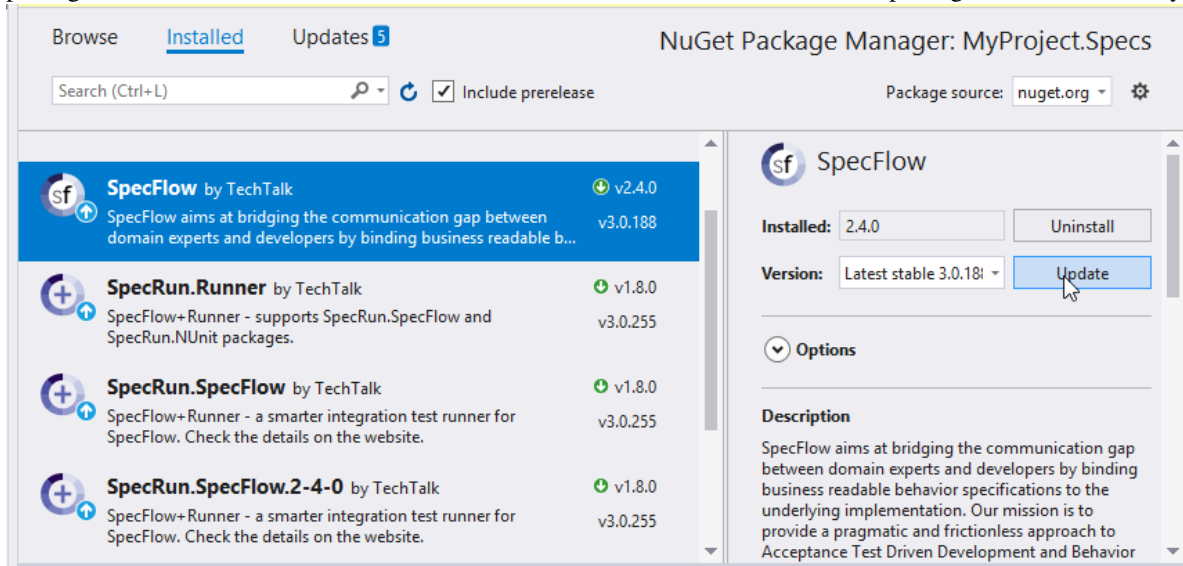 Browse Installed Updates 5
NuGet Package Manager: MyProject.Specs
Search (Ctrl+L)
Include prerelease
Package source: nuget.org
SpecFlow by TechTalk
v2.4.0
SpecFlow aims at bridging the communication gap between
v3.0.188
domain experts and developers by binding business readable b...
SpecRun.Runner by TechTalk
v1.8.0
SpecFlow+Runner - supports SpecRun.SpecFlow and
v3.0.255
SpecRun.NUnit packages.
SpecRun.SpecFlow by TechTalk
v1.8.0
SpecFlow+Runner - a smarter integration test runner for
v3.0.255
SpecFlow. Check the details on the website.
SpecRun.SpecFlow.2-4-0 by TechTalk
v1.8.0
SpecFlow+Runner - a smarter integration test runner for
v3.0.255
SpecFlow. Check the details on the website.
sf SpecFlow
Installed: 2.4.0 Uninstall
Version: Latest stable 3.0.18 Update
Options
Description
SpecFlow aims at bridging the communication gap
between domain experts and developers by binding
business readable behavior specifications to the
underlying implementation. Our mission is to
provide a pragmatic and frictionless approach to
Acceptance Test Driven Development and Behavior